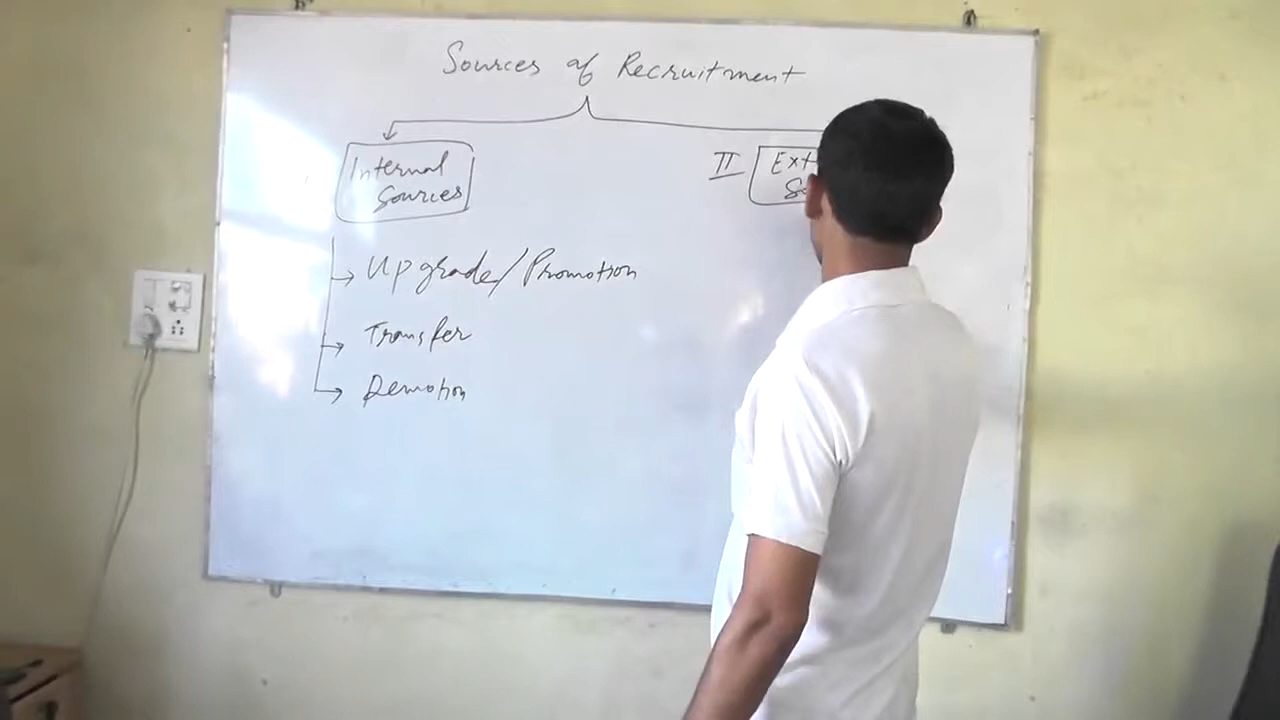 Sources of Recruitment
Internal
Sources
II
Upgrade/Promotion
Transfer
Demotion